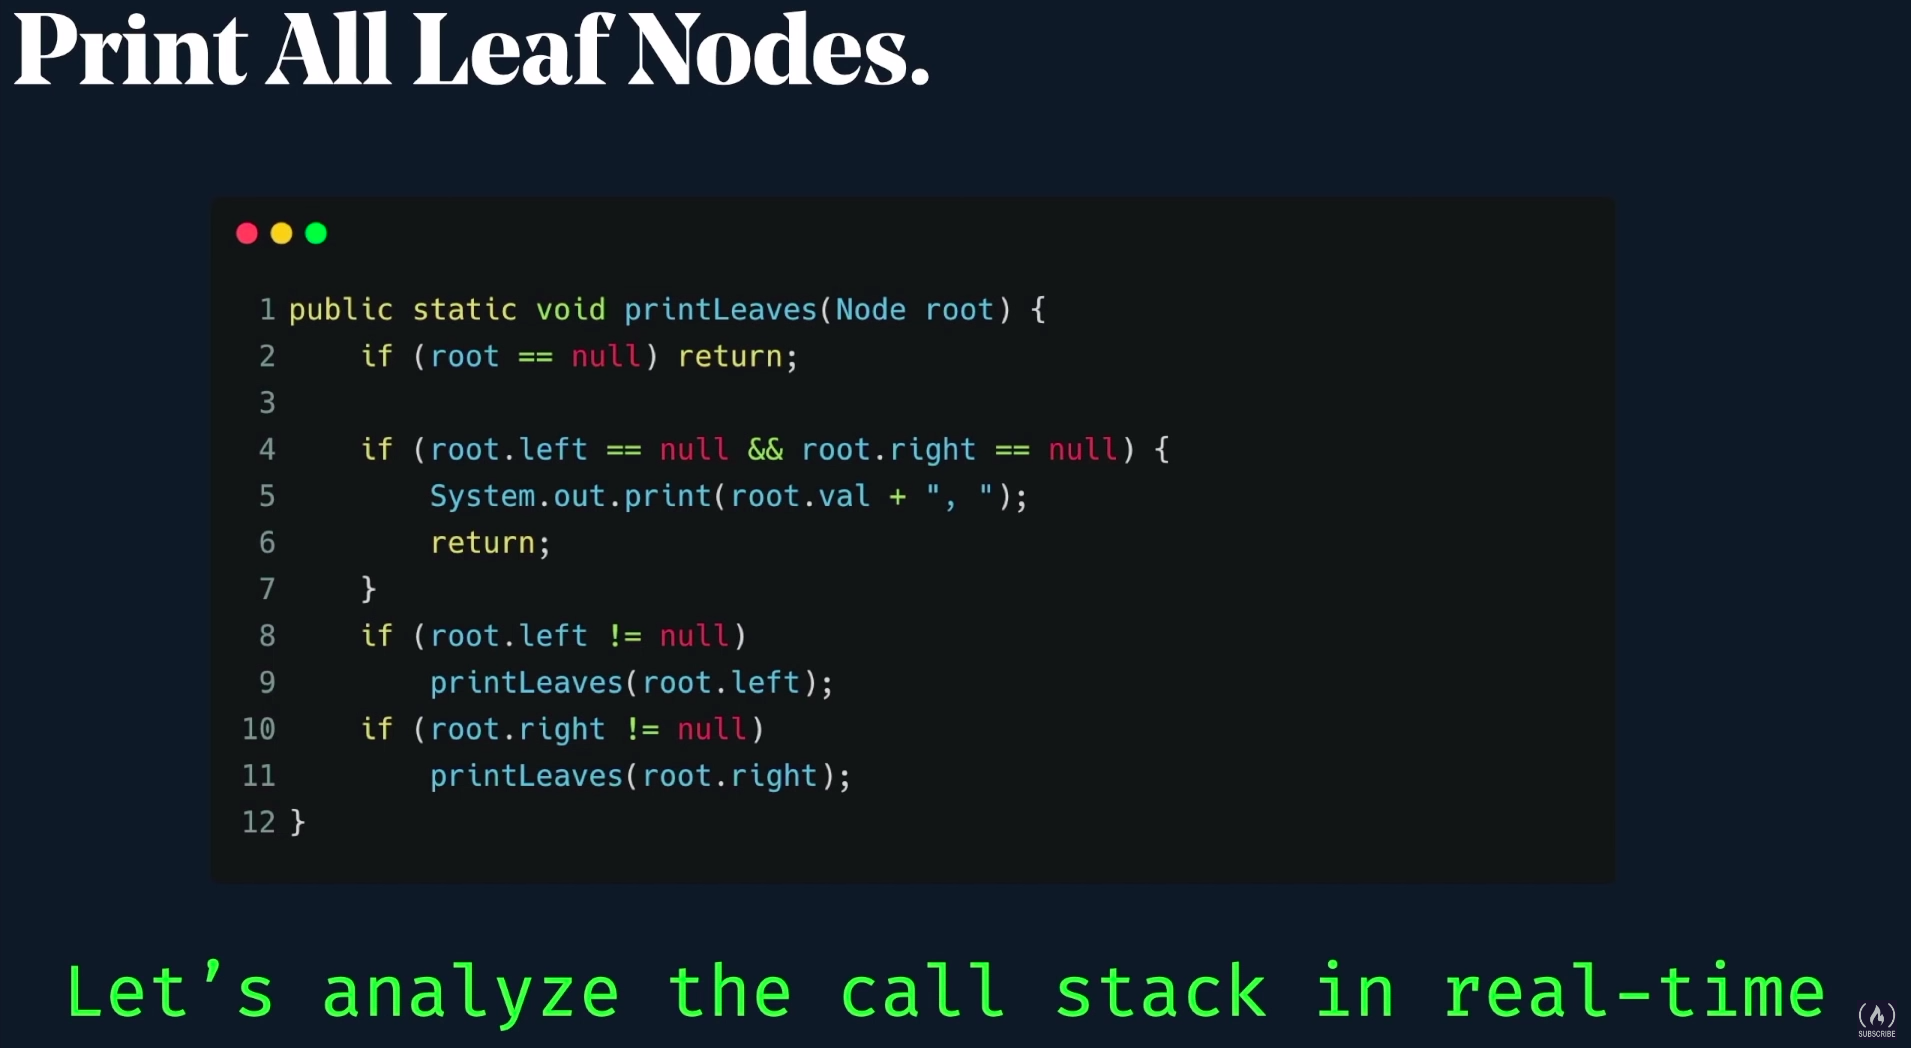 Print All Leaf Nodes.
1 public static void printLeaves(Node root) {
2     if (root == null) return;
3
4     if (root.left == null && root.right == null) {
5         System.out.print(root.val + ", ");
6         return;
7     }
8     if (root.left != null)
9         printLeaves(root.left);
10     if (root.right != null)
11         printLeaves(root.right);
12 }
Let’s analyze the call stack in real-time
SUBSCRIBE